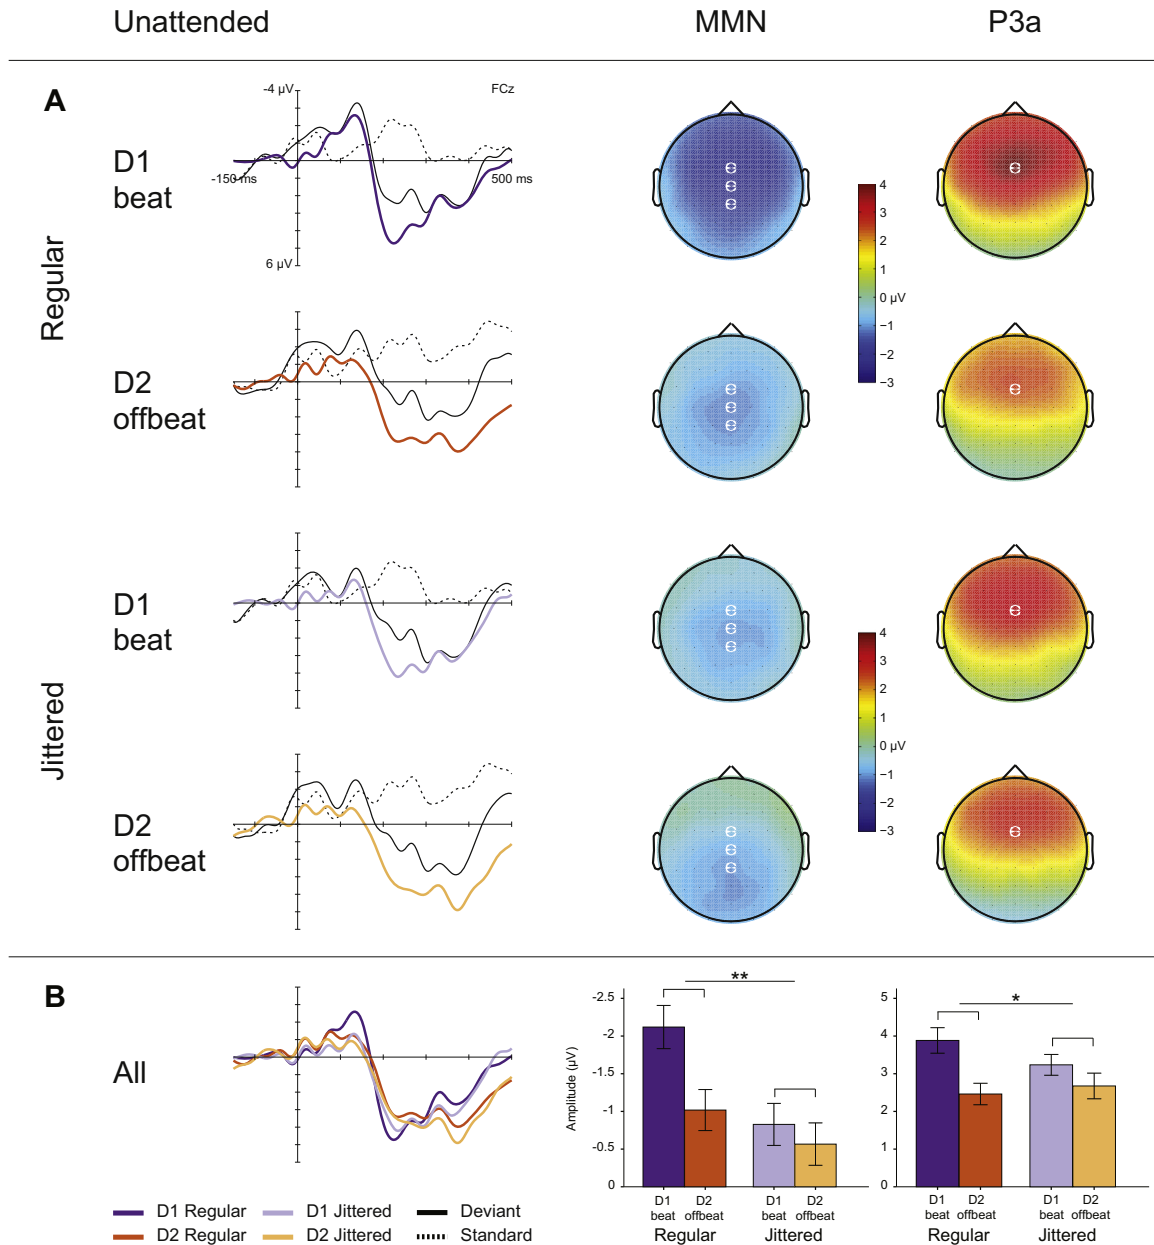 Unattended MMN P3a
A
Regular
D1
beat
-4 µV
FCz
-150 ms
500 ms
6 µV
4
3
2
1
0 µV
−1
−2
−3
D2
offbeat
Jittered
D1
beat
4
3
2
1
0 µV
−1
−2
−3
D2
offbeat
B
All
Amplitude (µV)
-2.5
-2
-1.5
-1
-0.5
0
**
D1 D2 D1 D2
beat offbeat beat offbeat
Regular Jittered
5
4
3
2
1
0
*
D1 D2 D1 D2
beat offbeat beat offbeat
Regular Jittered
D1 Regular D1 Jittered Deviant
D2 Regular D2 Jittered Standard